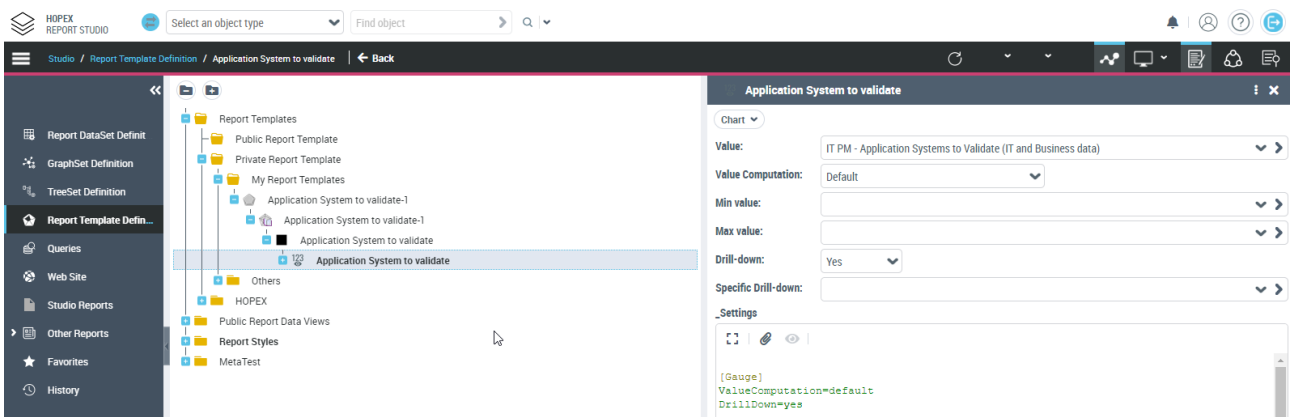 HOPEX
REPORT STUDIO
Select an object type
Find object
Studio / Report Template Definition / Application System to validate
Back
Report DataSet Definit
GraphSet Definition
TreeSet Definition
Report Template Defin...
Queries
Web Site
Studio Reports
Other Reports
Favorites
History
Report Templates
Public Report Template
Private Report Template
My Report Templates
Application System to validate-1
Application System to validate-1
Application System to validate
123 Application System to validate
Others
HOPEX
Public Report Data Views
Report Styles
MetaTest
Application System to validate
Chart
Value: IT PM - Application Systems to Validate (IT and Business data)
Value Computation: Default
Min value:
Max value:
Drill-down: Yes
Specific Drill-down:
_Settings
[Gauge]
ValueComputation=default
DrillDown=yes